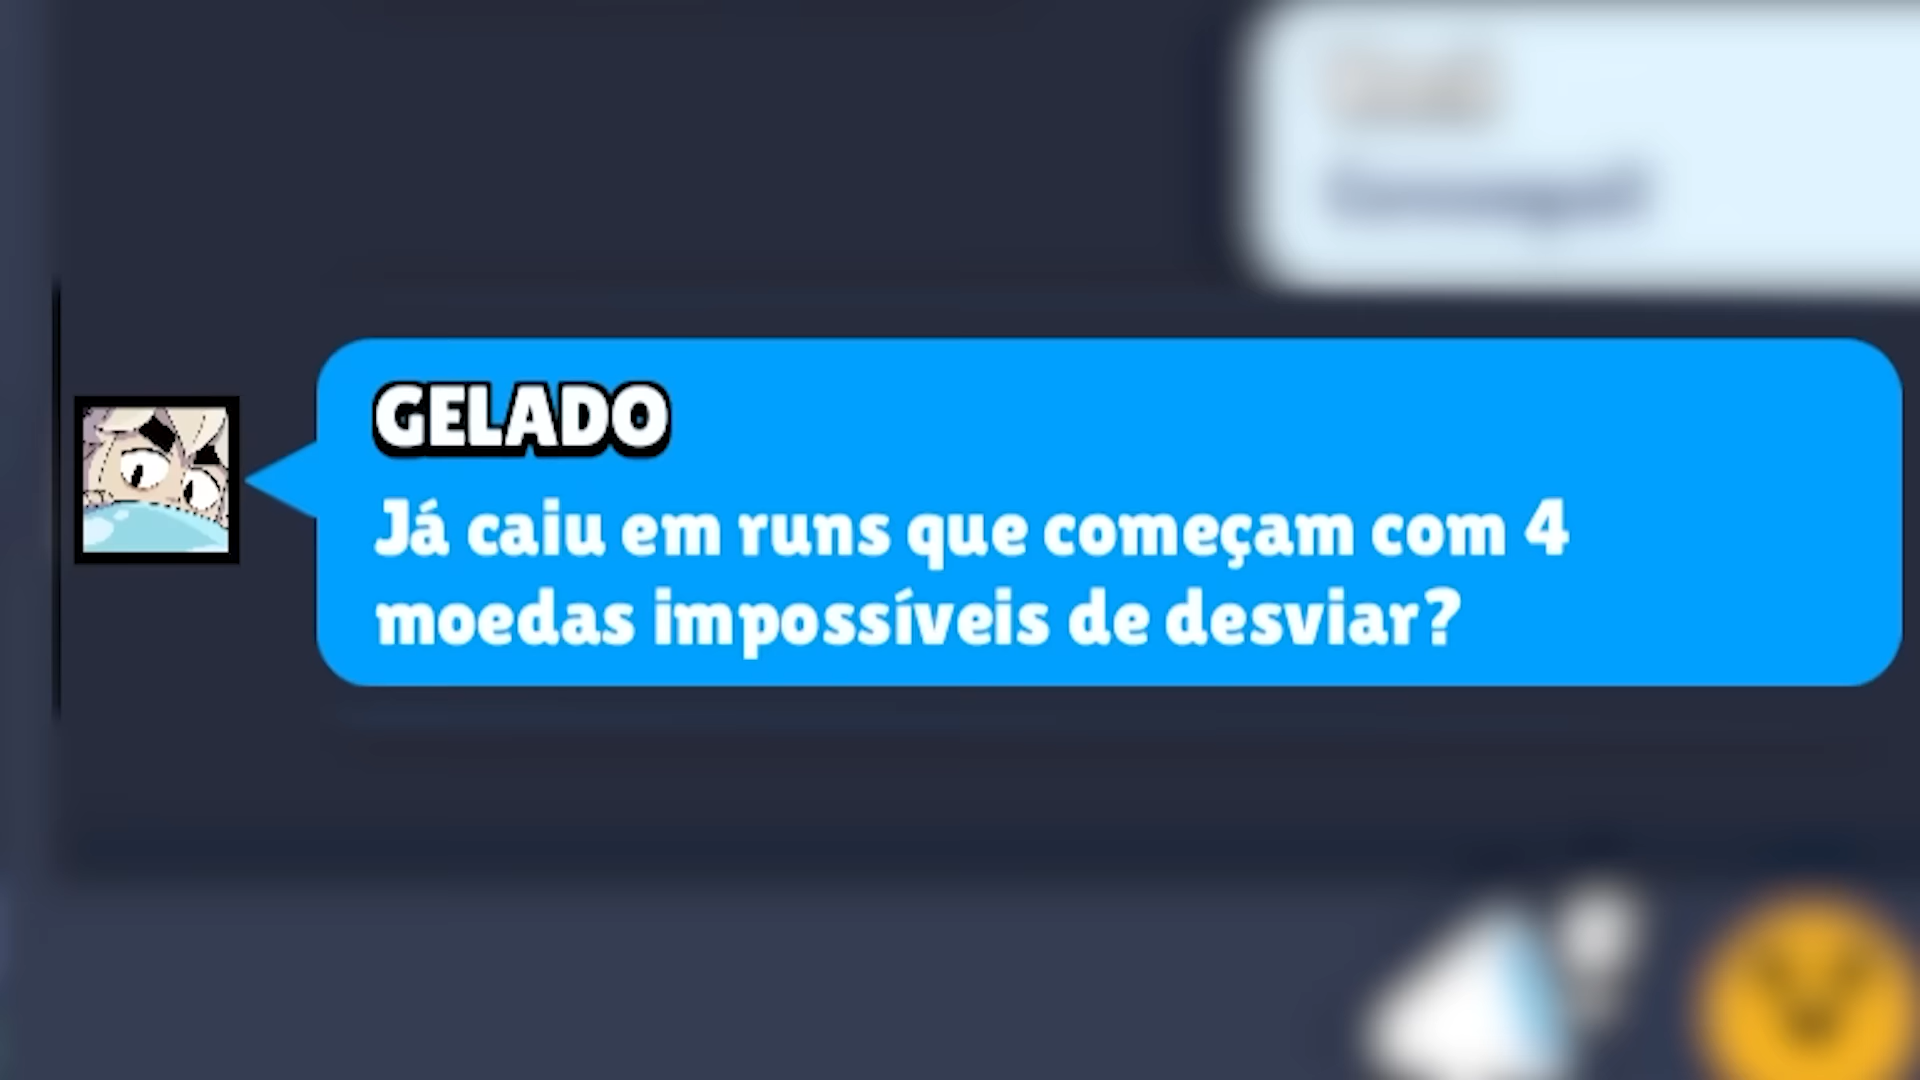 GELADO
Já caiu em runs que começam com 4
moedas impossíveis de desviar?